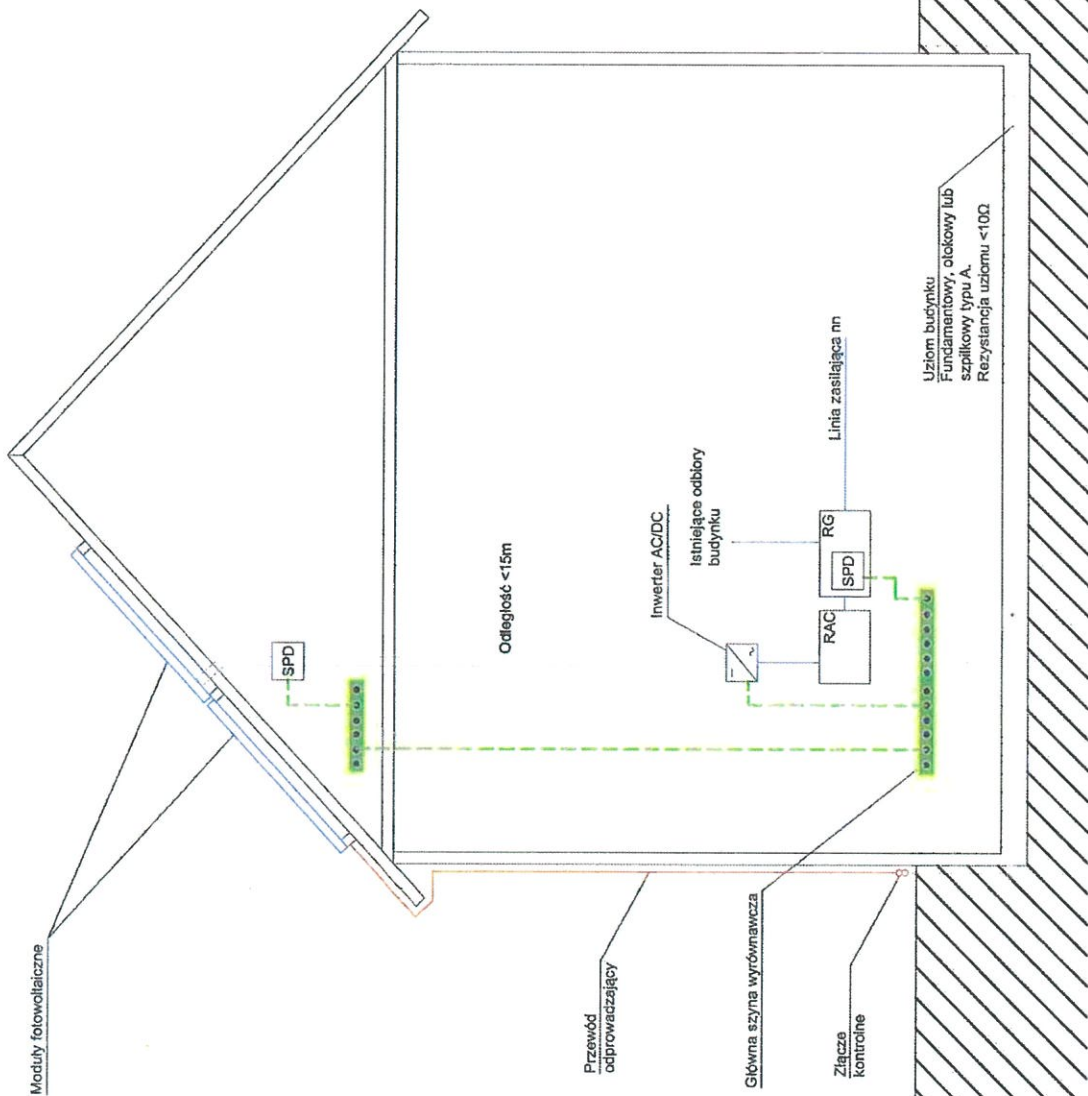 Moduły fotowoltaiczne
SPD
Odległość <15m
Inwerter AC/DC
Istniejące odbiory
budynku
RAC
RG
SPD
Linia zasilająca nn
Przewód
odprowadzający
Główna szyna wyrównawcza
Złącze
kontrolne
Uziom budynku
Fundamentowy, otokowy lub
szpilkowy typu A.
Rezystancja uziomu <10Ω